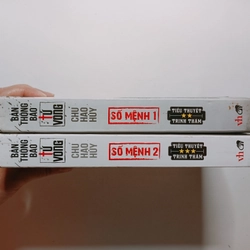 BẢN
THÔNG
BÁO
TỬ
VONG
CHU
HẠO
HUY
SỐ MỆNH 1
TIỂU THUYẾT
TRINH THÁM
BẢN
THÔNG
BÁO
TỬ
VONG
CHU
HẠO
HUY
SỐ MỆNH 2
TIỂU THUYẾT
TRINH THÁM